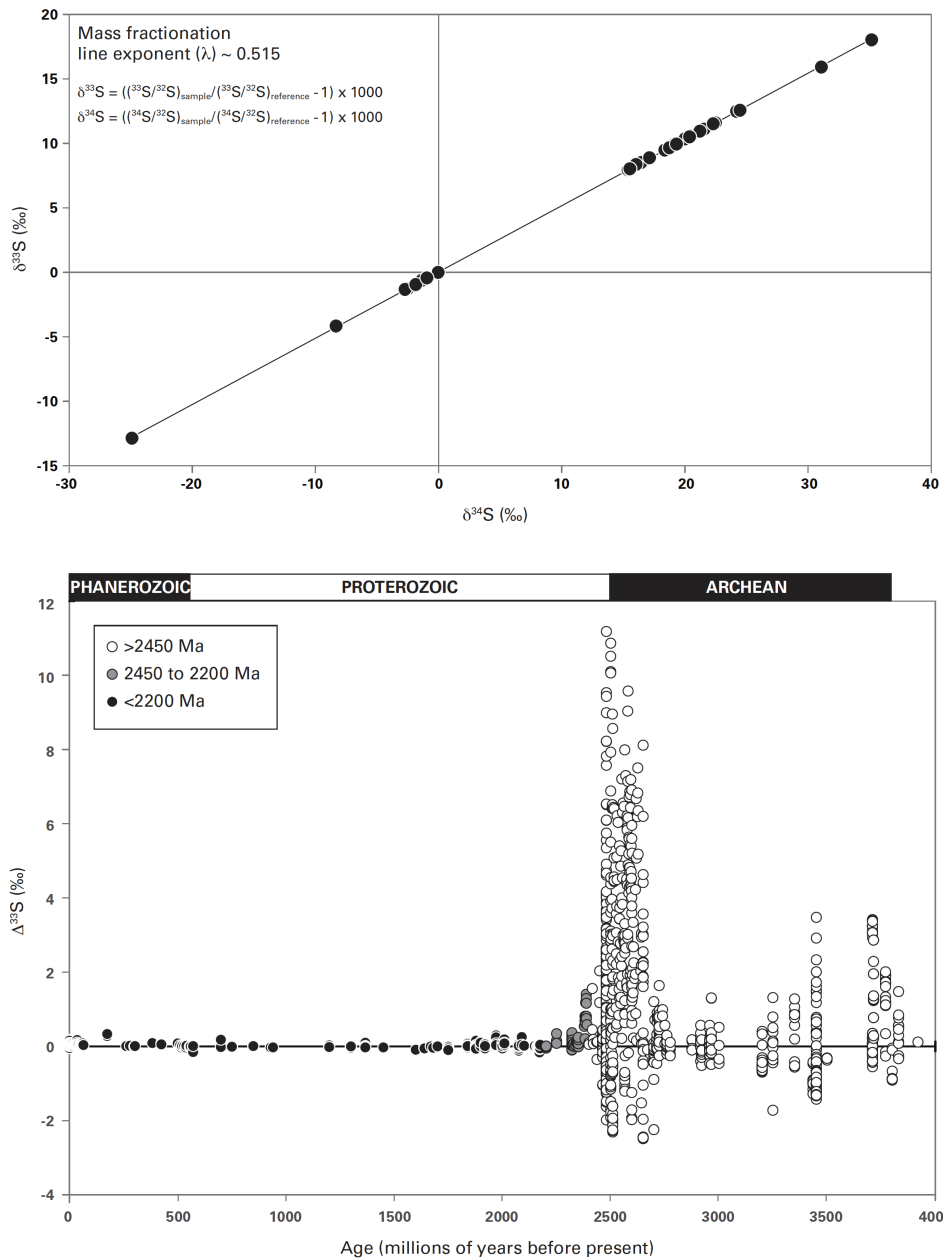 20
15
10
5
0
-5
-10
-15
δ³³S (‰)
Mass fractionation
line exponent (λ) ~ 0.515
δ³³S = ((³³S/³²S)sample/(³³S/³²S)reference - 1) x 1000
δ³⁴S = ((³⁴S/³²S)sample/(³⁴S/³²S)reference - 1) x 1000
-30 -20 -10 0 10 20 30 40
δ³⁴S (‰)
PHANEROZOIC PROTEROZOIC ARCHEAN
12
10
8
6
4
2
0
-2
-4
Δ³³S (‰)
>2450 Ma
2450 to 2200 Ma
<2200 Ma
0 500 1000 1500 2000 2500 3000 3500 400
Age (millions of years before present)